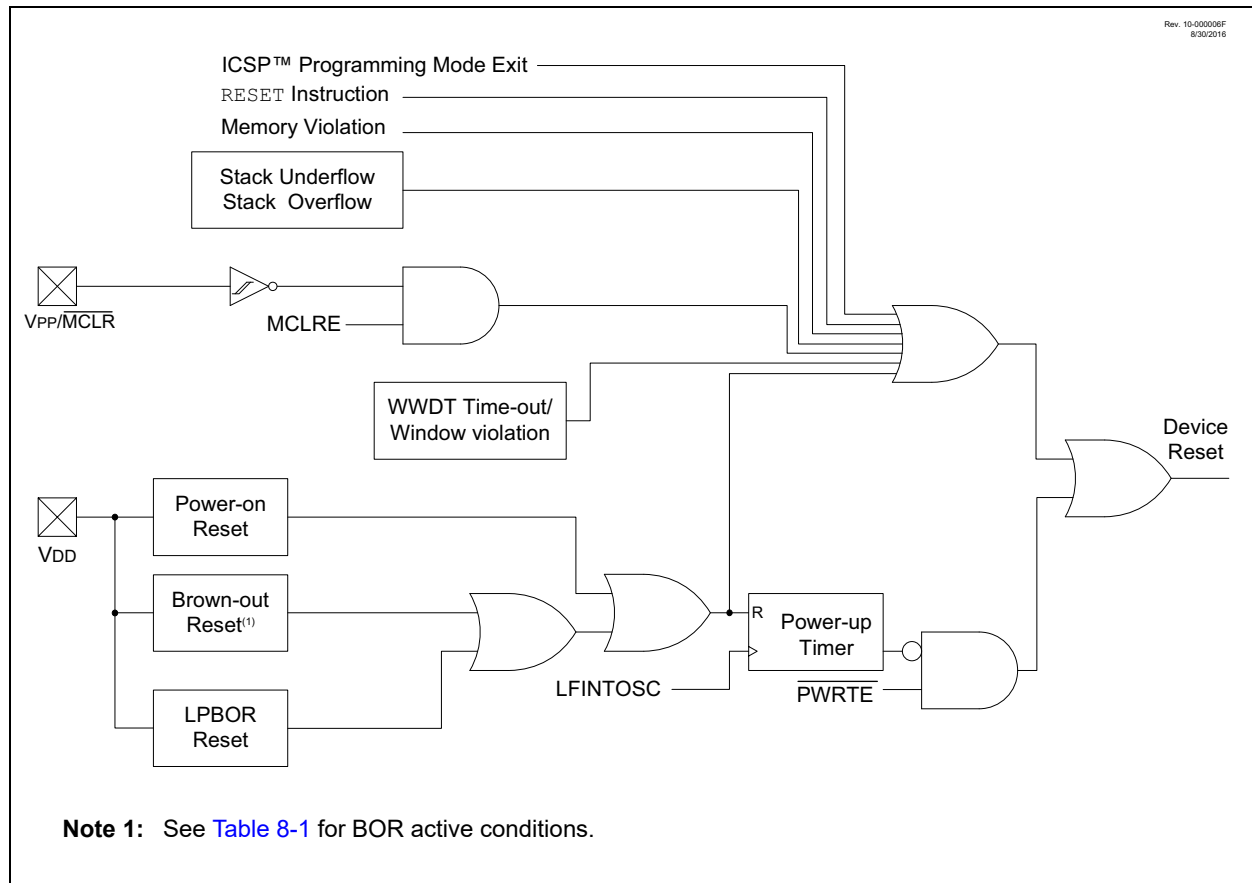 Rev. 10-000006F
8/30/2016
ICSP™ Programming Mode Exit
RESET Instruction
Memory Violation
Stack Underflow
Stack Overflow
VPP/MCLR
MCLRE
WWDT Time-out/
Window violation
Device
Reset
Power-on
Reset
VDD
Brown-out
Reset(1)
R
Power-up
Timer
LFINTOSC
PWRTE
LPBOR
Reset
Note 1: See Table 8-1 for BOR active conditions.